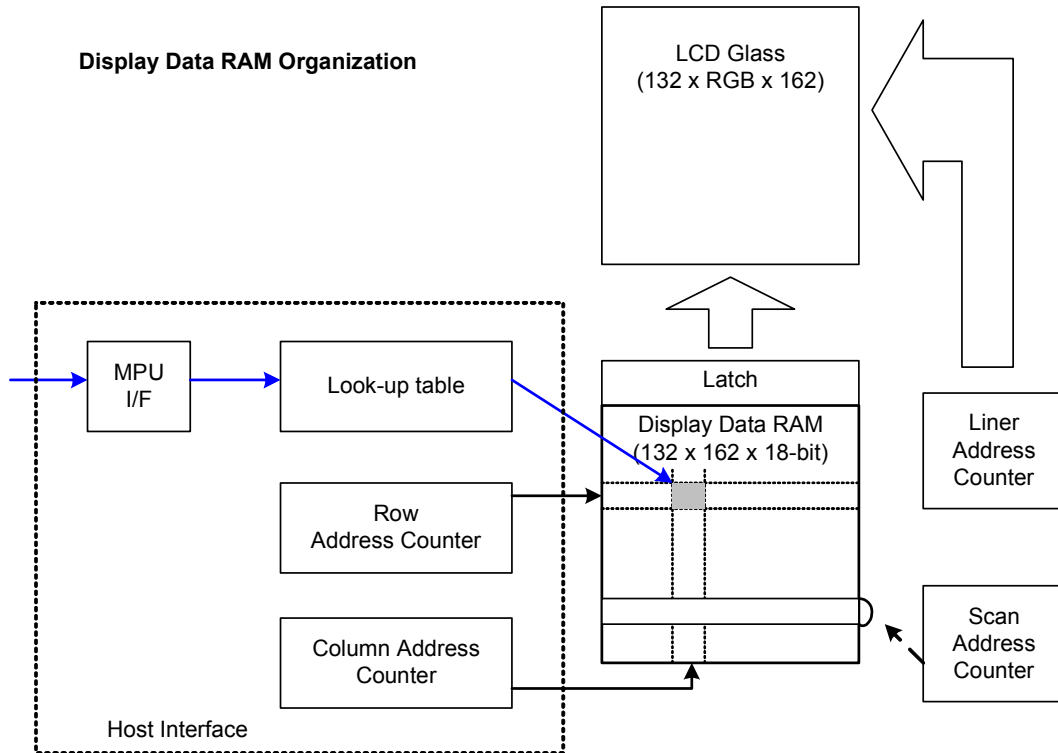 Display Data RAM Organization
LCD Glass
(132 x RGB x 162)
MPU
I/F
Look-up table
Latch
Display Data RAM
(132 x 162 x 18-bit)
Liner
Address
Counter
Row
Address Counter
Column Address
Counter
Scan
Address
Counter
Host Interface